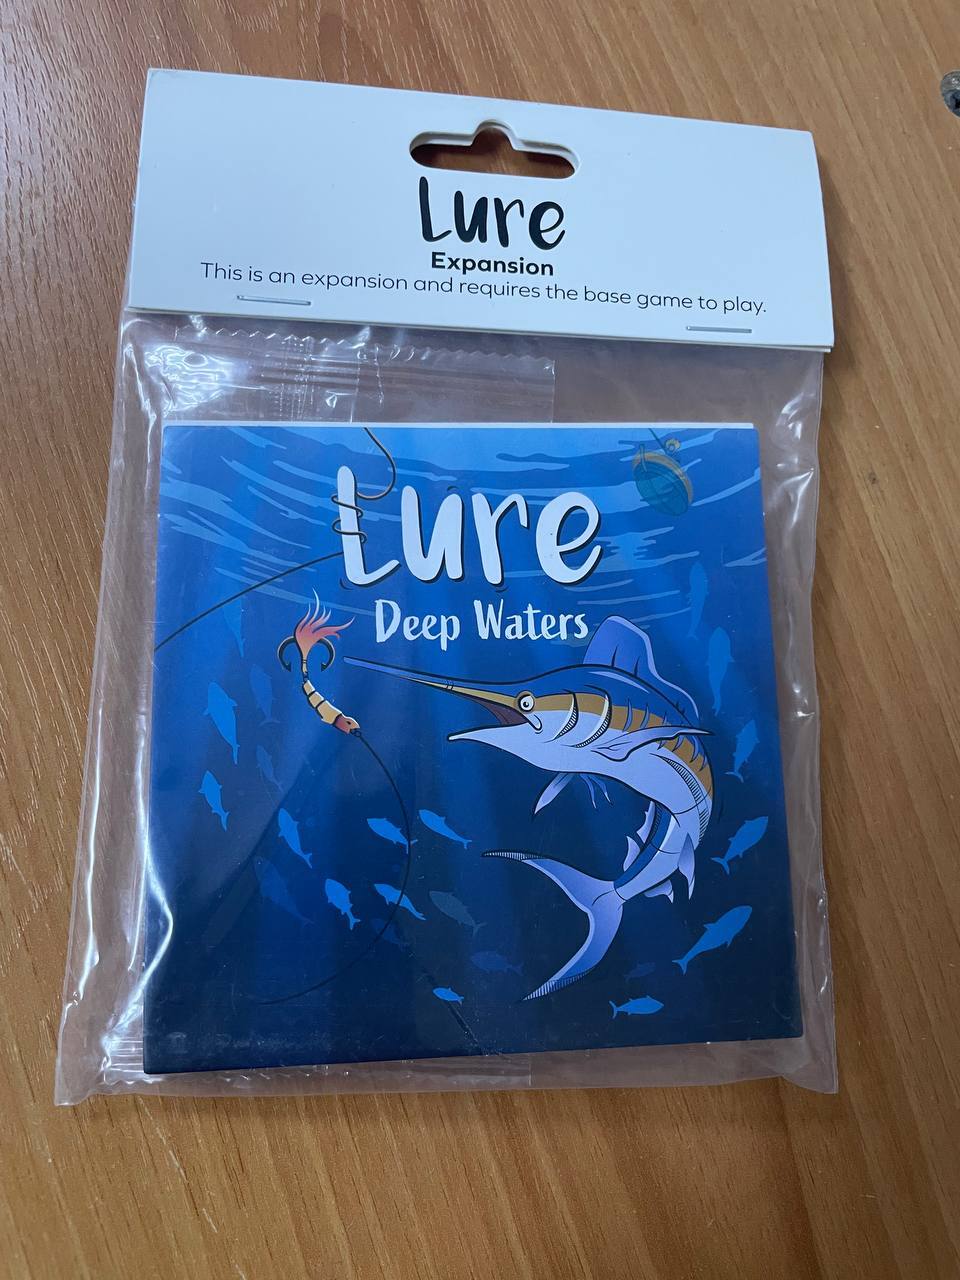 Lure
Expansion
This is an expansion and requires the base game to play.
Lure
Deep Waters